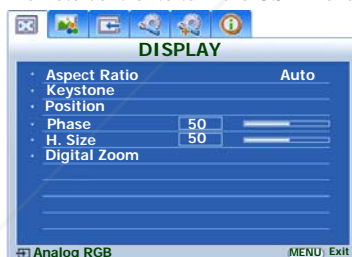 DISPLAY
Aspect Ratio Auto
Keystone
Position
Phase 50
H. Size 50
Digital Zoom
Analog RGB MENU Exit